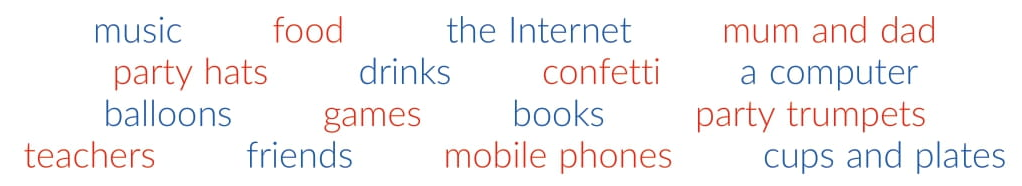 music food the Internet mum and dad
party hats drinks confetti a computer
balloons games books party trumpets
teachers friends mobile phones cups and plates